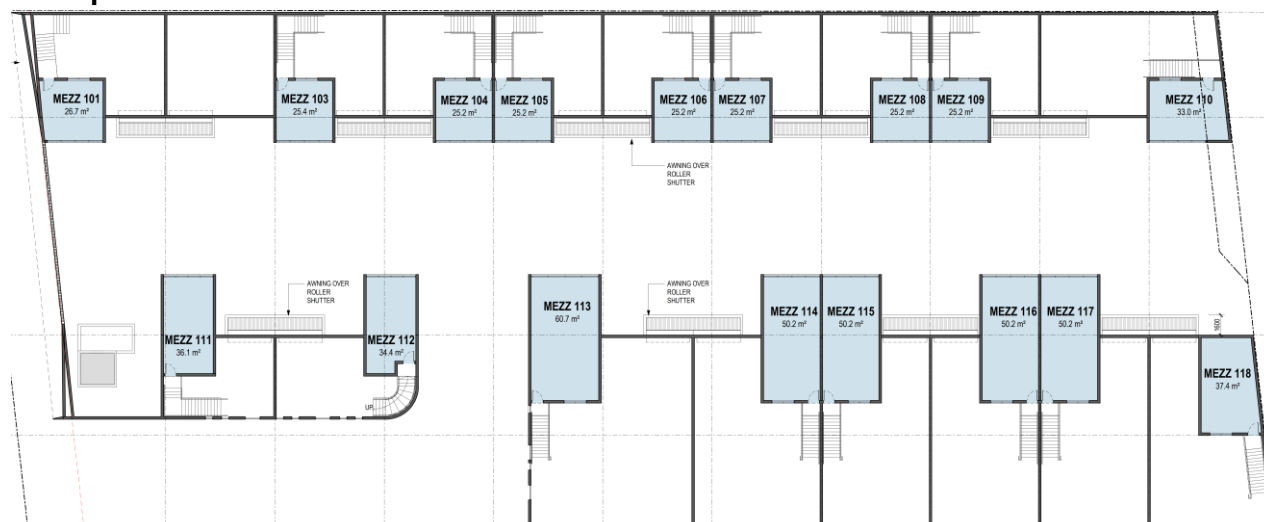 MEZZ 101
26.7 m²
MEZZ 103
25.4 m²
MEZZ 104
25.2 m²
MEZZ 105
25.2 m²
MEZZ 106
25.2 m²
MEZZ 107
25.2 m²
MEZZ 108
25.2 m²
MEZZ 109
25.2 m²
MEZZ 110
33.0 m²
AWNING OVER
ROLLER
SHUTTER
MEZZ 111
36.1 m²
AWNING OVER
ROLLER
SHUTTER
MEZZ 112
34.4 m²
UP
MEZZ 113
60.7 m²
AWNING OVER
ROLLER
SHUTTER
MEZZ 114
50.2 m²
MEZZ 115
50.2 m²
MEZZ 116
50.2 m²
MEZZ 117
50.2 m²
1600
MEZZ 118
37.4 m²